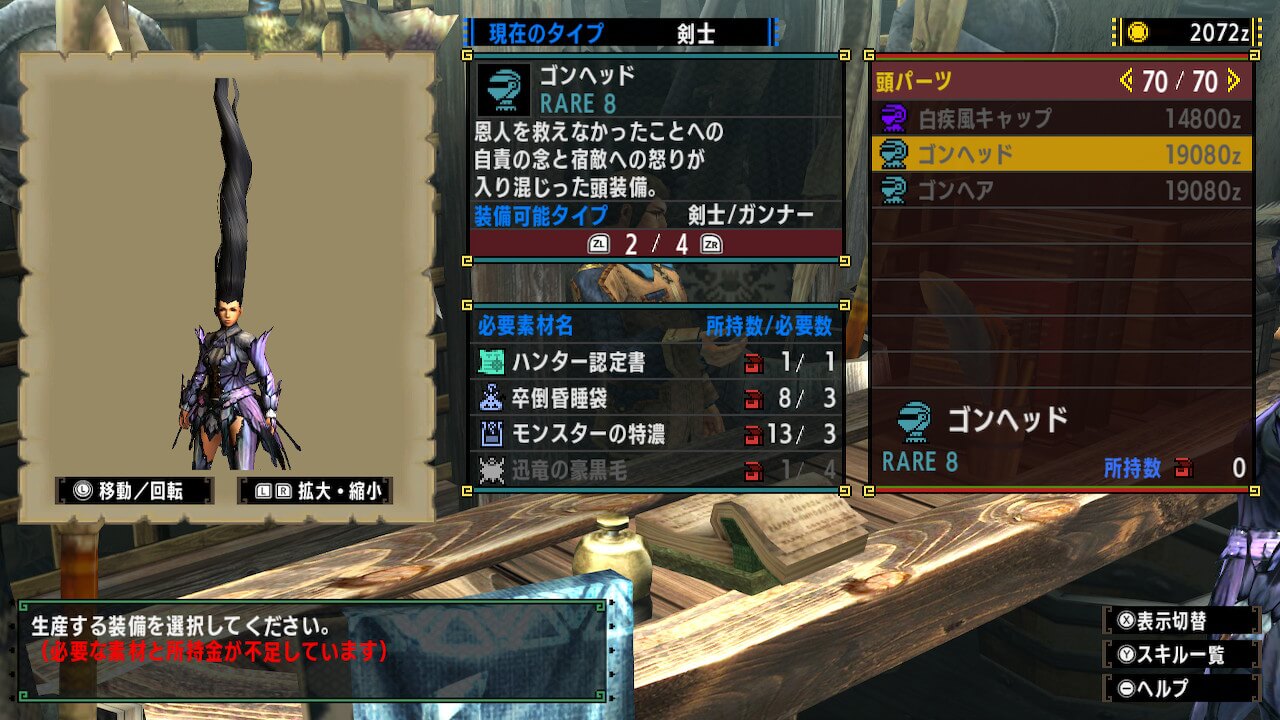 現在のタイプ 剣士
2072z
ゴンヘッド
RARE 8
恩人を救えなかったことへの
自責の念と宿敵への怒りが
入り混じった頭装備。
装備可能タイプ 剣士/ガンナー
ZL 2 / 4 ZR
必要素材名 所持数/必要数
ハンター認定書 1/ 1
卒倒昏睡袋 8/ 3
モンスターの特濃 13/ 3
迅竜の豪黒毛 1/ 4
頭パーツ 70 / 70
白疾風キャップ 14800z
ゴンヘッド 19080z
ゴンヘア 19080z
ゴンヘッド
RARE 8
所持数 0
L 移動／回転
L R 拡大・縮小
生産する装備を選択してください。
（必要な素材と所持金が不足しています）
X表示切替
Yスキル一覧
⊖ヘルプ